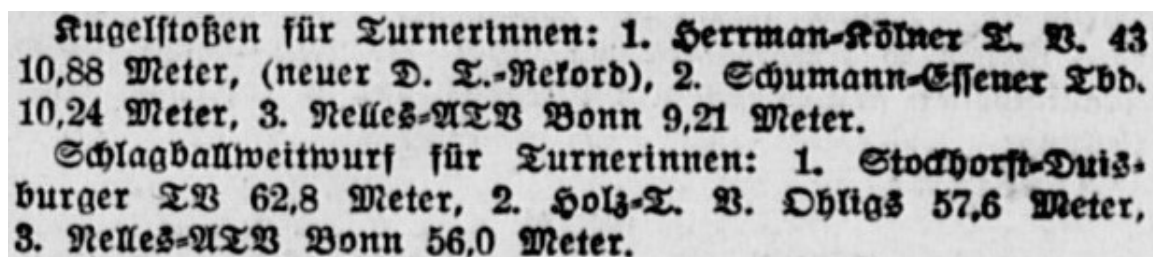 Kugelstoßen für Turnerinnen: 1. Herrman-Kölner T. V. 43
10,88 Meter, (neuer D. T.-Rekord), 2. Schumann-Essener Tbd.
10,24 Meter, 3. Nelles-ATV Bonn 9,21 Meter.
Schlagballweitwurf für Turnerinnen: 1. Stockhorst-Duis-
burger TV 62,8 Meter, 2. Holz-T. V. Ohligs 57,6 Meter,
3. Nelles-ATV Bonn 56,0 Meter.